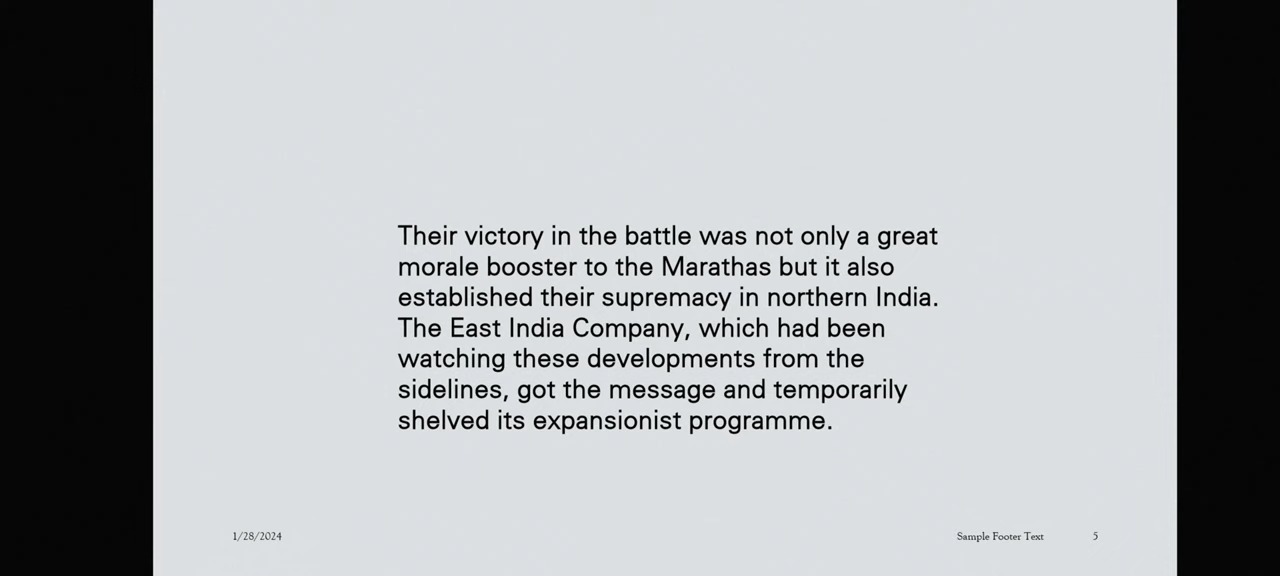 Their victory in the battle was not only a great
morale booster to the Marathas but it also
established their supremacy in northern India.
The East India Company, which had been
watching these developments from the
sidelines, got the message and temporarily
shelved its expansionist programme.
1/28/2024
Sample Footer Text
5